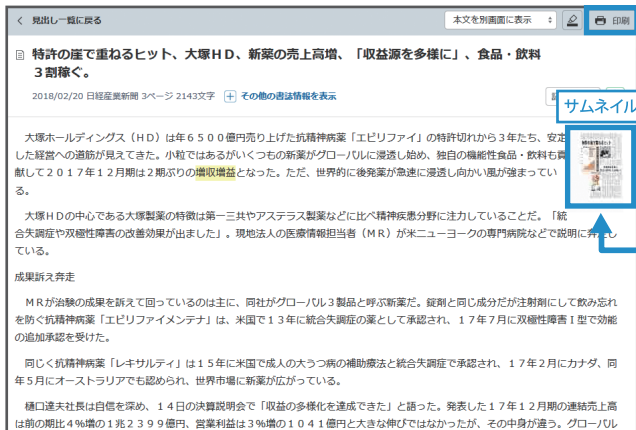 く 見出し一覧に戻る
本文を別画面に表示
印刷
特許の崖で重ねるヒット、大塚ＨＤ、新薬の売上高増、「収益源を多様に」、食品・飲料
３割稼ぐ。
2018/02/20 日経産業新聞 3ページ 2143文字 + その他の書誌情報を表示
サムネイル
大塚ホールディングス（ＨＤ）は年６５００億円売り上げた抗精神病薬「エビリファイ」の特許切れから３年たち、安定
した経営への道筋が見えてきた。小粒ではあるがいくつもの新薬がグローバルに浸透し始め、独自の機能性食品・飲料も貢
献して２０１７年１２月期は２期ぶりの増収増益となった。ただ、世界的に後発薬が急速に浸透し向かい風が強まってい
る。
大塚ＨＤの中心である大塚製薬の特徴は第一三共やアステラス製薬などに比べ精神疾患分野に注力していることだ。「統
合失調症や双極性障害の改善効果が出ました」。現地法人の医療情報担当者（ＭＲ）が米ニューヨークの専門病院などで説明に奔走し
ている。
成果訴え奔走
ＭＲが治験の成果を訴えて回っているのは主に、同社がグローバル３製品と呼ぶ新薬だ。錠剤と同じ成分だが注射剤にして飲み忘れ
を防ぐ抗精神病薬「エビリファイメンテナ」は、米国で１３年に統合失調症の薬として承認され、１７年７月に双極性障害Ｉ型で効能
の追加承認を受けた。
同じく抗精神病薬「レキサルティ」は１５年に米国で成人の大うつ病の補助療法と統合失調症で承認され、１７年２月にカナダ、同
年５月にオーストラリアでも認められ、世界市場に新薬が広がっている。
樋口達夫社長は自信を深め、１４日の決算説明会で「収益の多様化を達成できた」と語った。発表した１７年１２月期の連結売上高
は前の期比４％増の１兆２３９９億円、営業利益は３％増の１０４１億円と大きな伸びではなかったが、その中身が違う。グローバル